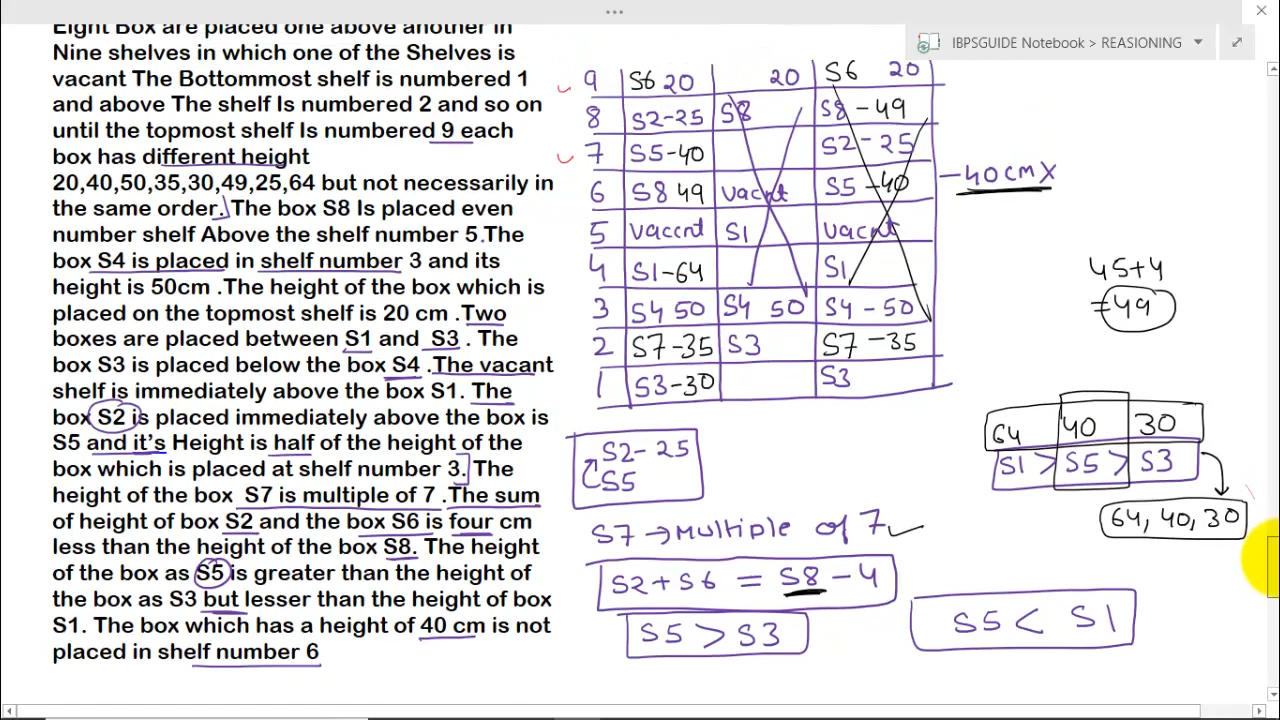 Eight Box are placed one above another in
Nine shelves in which one of the Shelves is
vacant The Bottommost shelf is numbered 1
and above The shelf Is numbered 2 and so on
until the topmost shelf Is numbered 9 each
box has different height
20,40,50,35,30,49,25,64 but not necessarily in
the same order. The box S8 Is placed even
number shelf Above the shelf number 5.The
box S4 is placed in shelf number 3 and its
height is 50cm .The height of the box which is
placed on the topmost shelf is 20 cm .Two
boxes are placed between S1 and S3 . The
box S3 is placed below the box S4 .The vacant
shelf is immediately above the box S1. The
box S2 is placed immediately above the box is
S5 and it's Height is half of the height of the
box which is placed at shelf number 3. The
height of the box S7 is multiple of 7 .The sum
of height of box S2 and the box S6 is four cm
less than the height of the box S8. The height
of the box as S5 is greater than the height of
the box as S3 but lesser than the height of box
S1. The box which has a height of 40 cm is not
placed in shelf number 6
IBPSGUIDE Notebook > REASONING
9 S6 20 20 S6 20
8 S2-25 S8 S8 - 49
7 S5-40 S2 - 25
6 S8 49 vacnt S5 - 40
5 vaccnt S1 vacnt
4 S1-64 S1
3 S4 50 S4 50 S4 - 50
2 S7-35 S3 S7 - 35
1 S3-30 S3
- 40cm X
45+4
= 49
64 40 30
S1 > S5 > S3
64, 40, 30
S2- 25
S5
S7 → Multiple of 7
S2 + S6 = S8 - 4
S5 > S3
S5 < S1